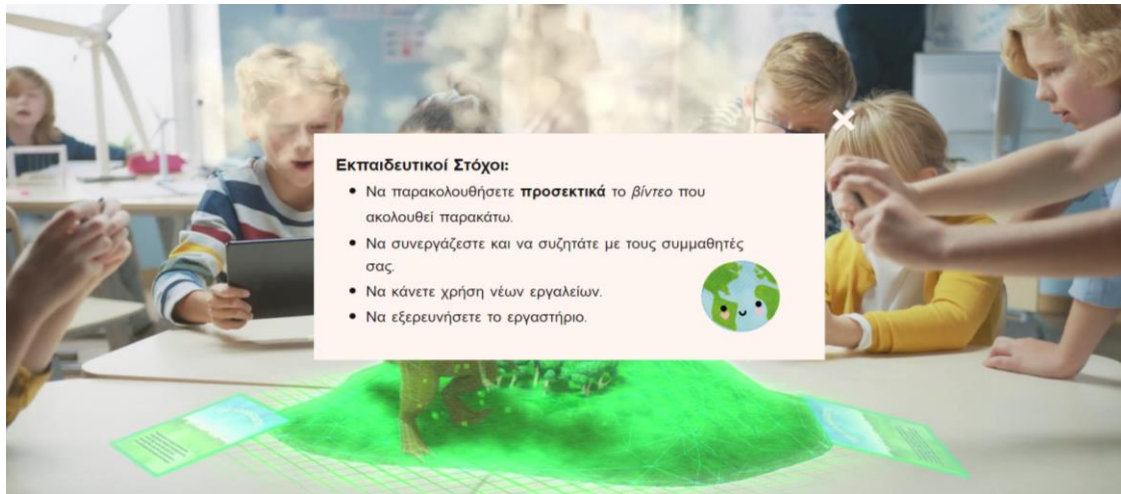 Εκπαιδευτικοί Στόχοι:
• Να παρακολουθήσετε προσεκτικά το βίντεο που
ακολουθεί παρακάτω.
• Να συνεργάζεστε και να συζητάτε με τους συμμαθητές
σας.
• Να κάνετε χρήση νέων εργαλείων.
• Να εξερευνήσετε το εργαστήριο.